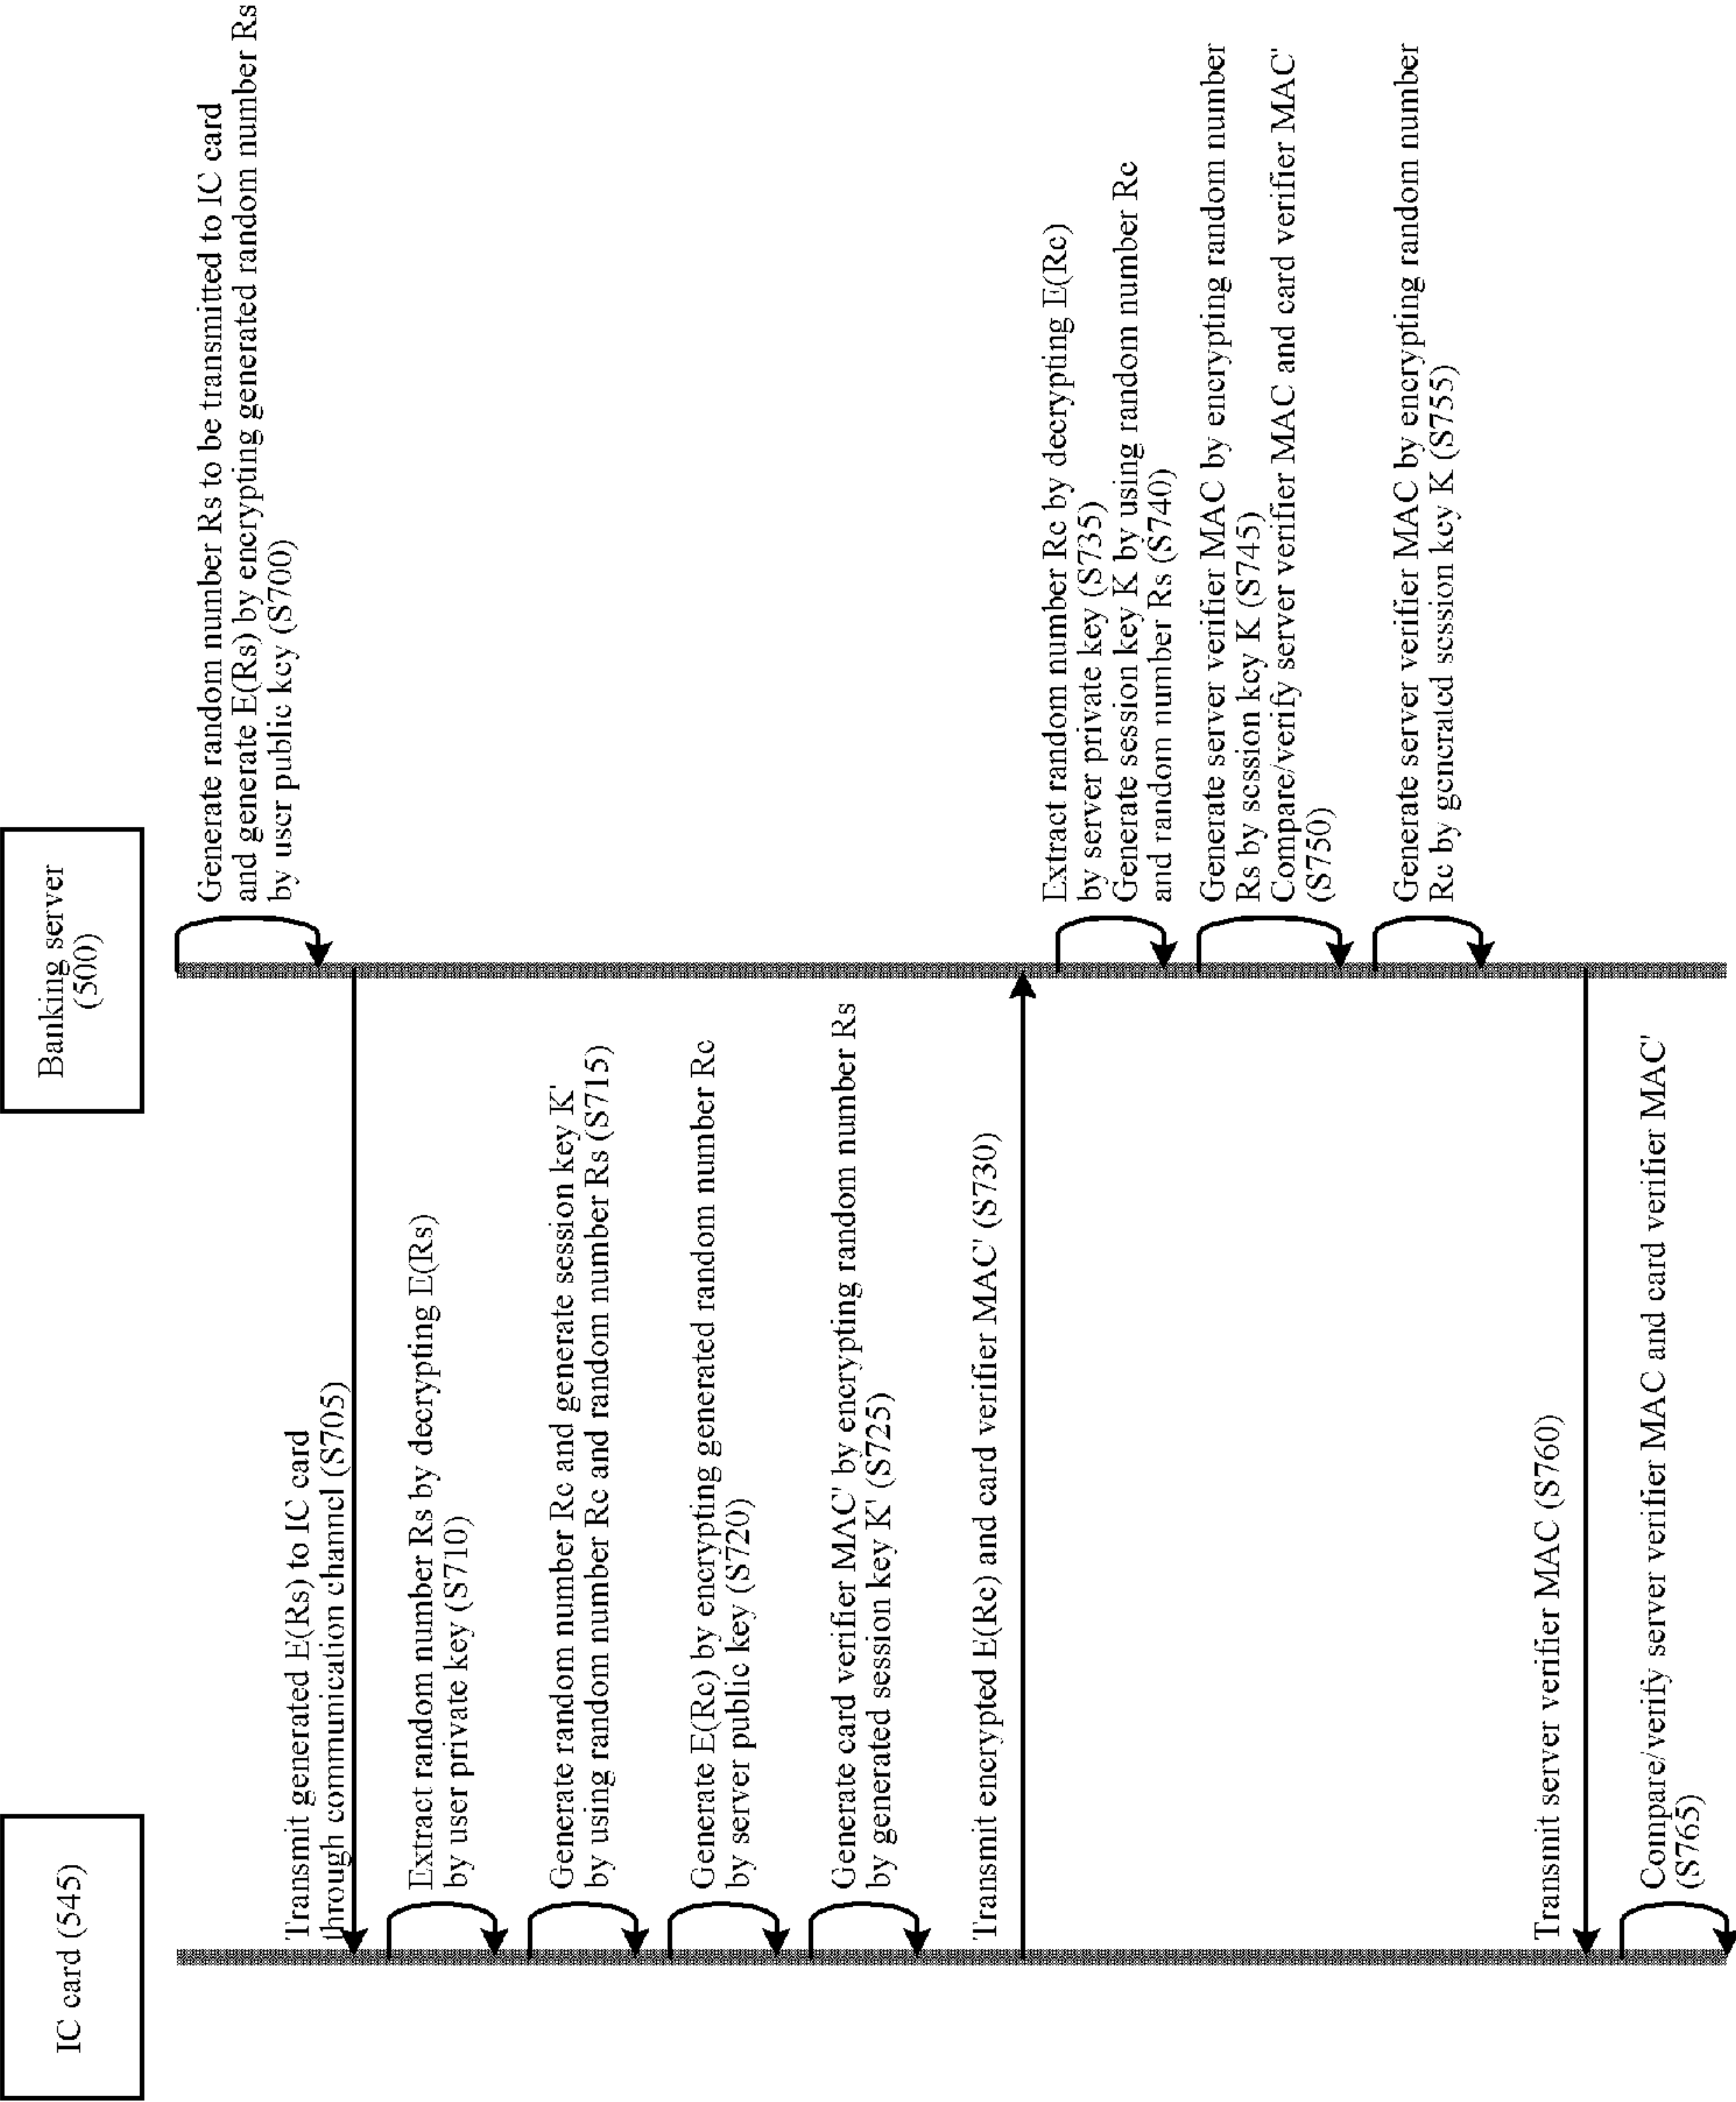 IC card (545)
Banking server
(500)
Generate random number Rs to be transmitted to IC card
and generate E(Rs) by encrypting generated random number Rs
by user public key (S700)
Transmit generated E(Rs) to IC card
through communication channel (S705)
Extract random number Rs by decrypting E(Rs)
by user private key (S710)
Generate random number Rc and generate session key K'
by using random number Rc and random number Rs (S715)
Generate E(Rc) by encrypting generated random number Rc
by server public key (S720)
Generate card verifier MAC' by encrypting random number Rs
by generated session key K' (S725)
Transmit encrypted E(Rc) and card verifier MAC' (S730)
Extract random number Rc by decrypting E(Rc)
by server private key (S735)
Generate session key K by using random number Rc
and random number Rs (S740)
Generate server verifier MAC by encrypting random number
Rs by session key K (S745)
Compare/verify server verifier MAC and card verifier MAC'
(S750)
Generate server verifier MAC by encrypting random number
Rc by generated session key K (S755)
Transmit server verifier MAC (S760)
Compare/verify server verifier MAC and card verifier MAC'
(S765)